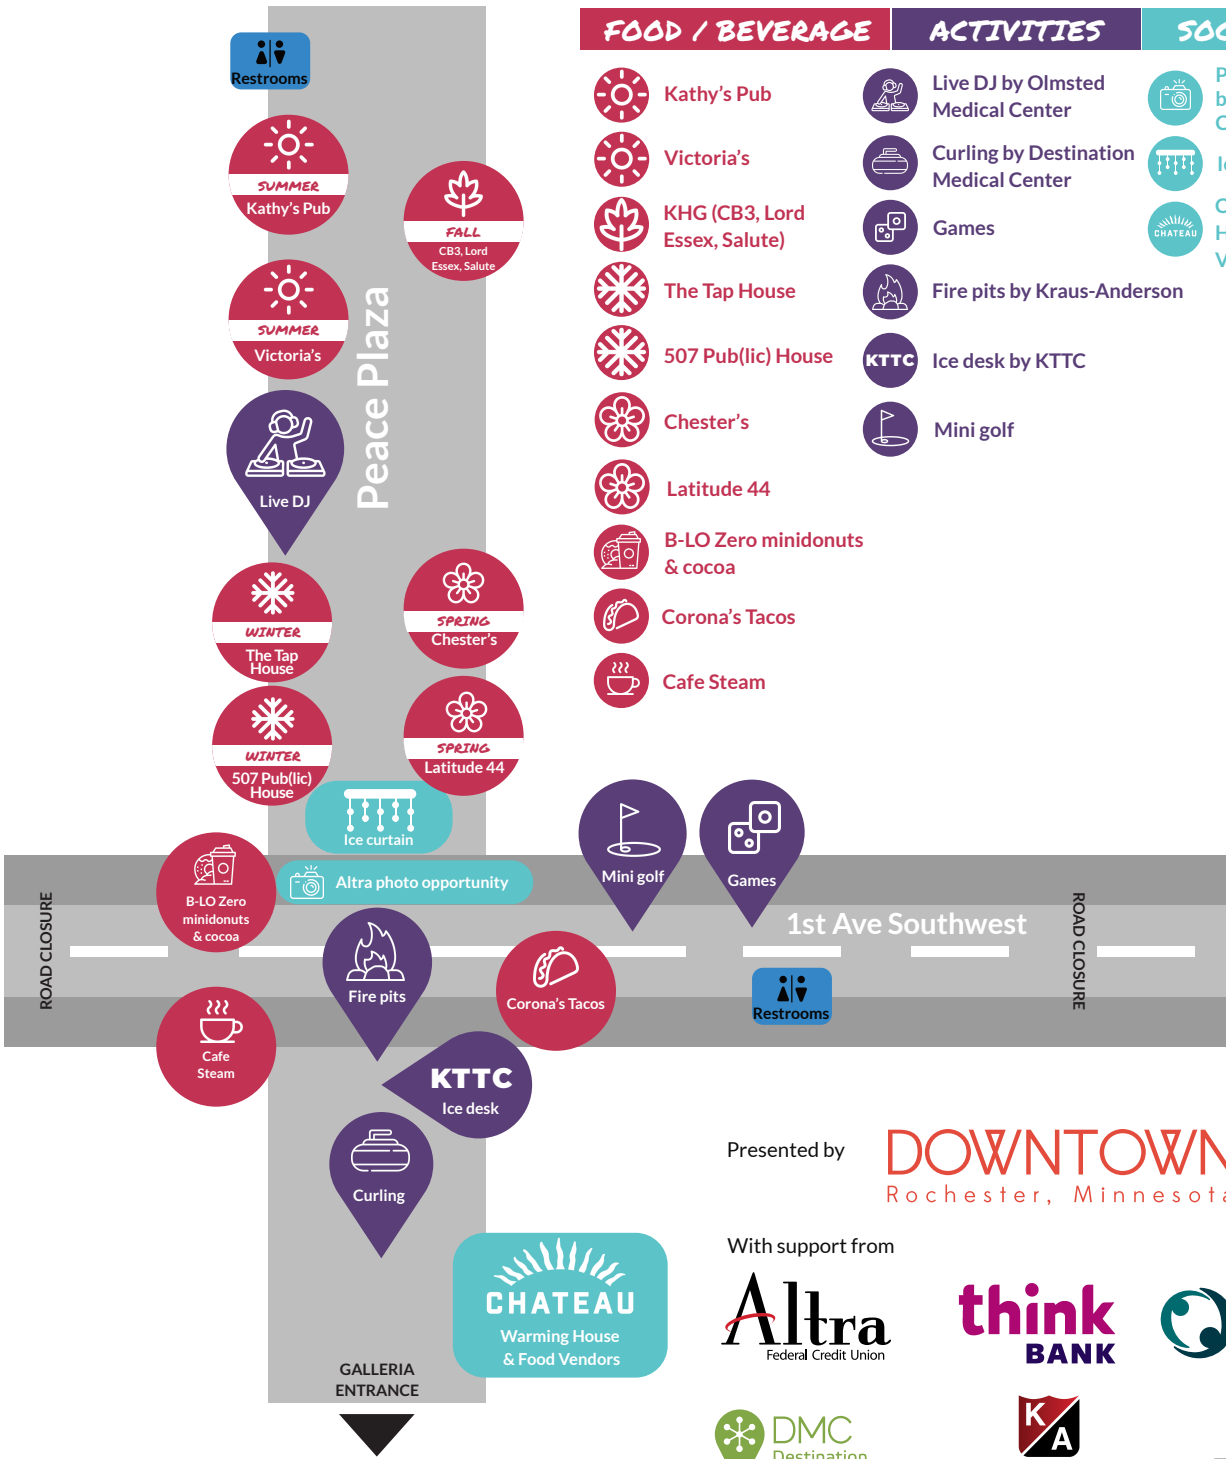 Restrooms
SUMMER
Kathy's Pub
FALL
CB3, Lord
Essex, Salute
SUMMER
Victoria's
Peace Plaza
Live DJ
WINTER
The Tap
House
SPRING
Chester's
WINTER
507 Pub(lic)
House
SPRING
Latitude 44
Ice curtain
Altra photo opportunity
B-LO Zero
minidonuts
& cocoa
Mini golf
Games
ROAD CLOSURE
1st Ave Southwest
ROAD CLOSURE
Fire pits
Corona's Tacos
Restrooms
Cafe
Steam
KTTC
Ice desk
Curling
CHATEAU
Warming House
& Food Vendors
GALLERIA
ENTRANCE
FOOD / BEVERAGE
Kathy's Pub
Victoria's
KHG (CB3, Lord
Essex, Salute)
The Tap House
507 Pub(lic) House
Chester's
Latitude 44
B-LO Zero minidonuts
& cocoa
Corona's Tacos
Cafe Steam
ACTIVITIES
Live DJ by Olmsted
Medical Center
Curling by Destination
Medical Center
Games
Fire pits by Kraus-Anderson
KTTC
Ice desk by KTTC
Mini golf
CHATEAU
Presented by
DOWNTOWN
Rochester, Minnesota
With support from
Altra
Federal Credit Union
think
BANK
DMC
Destination
K
A